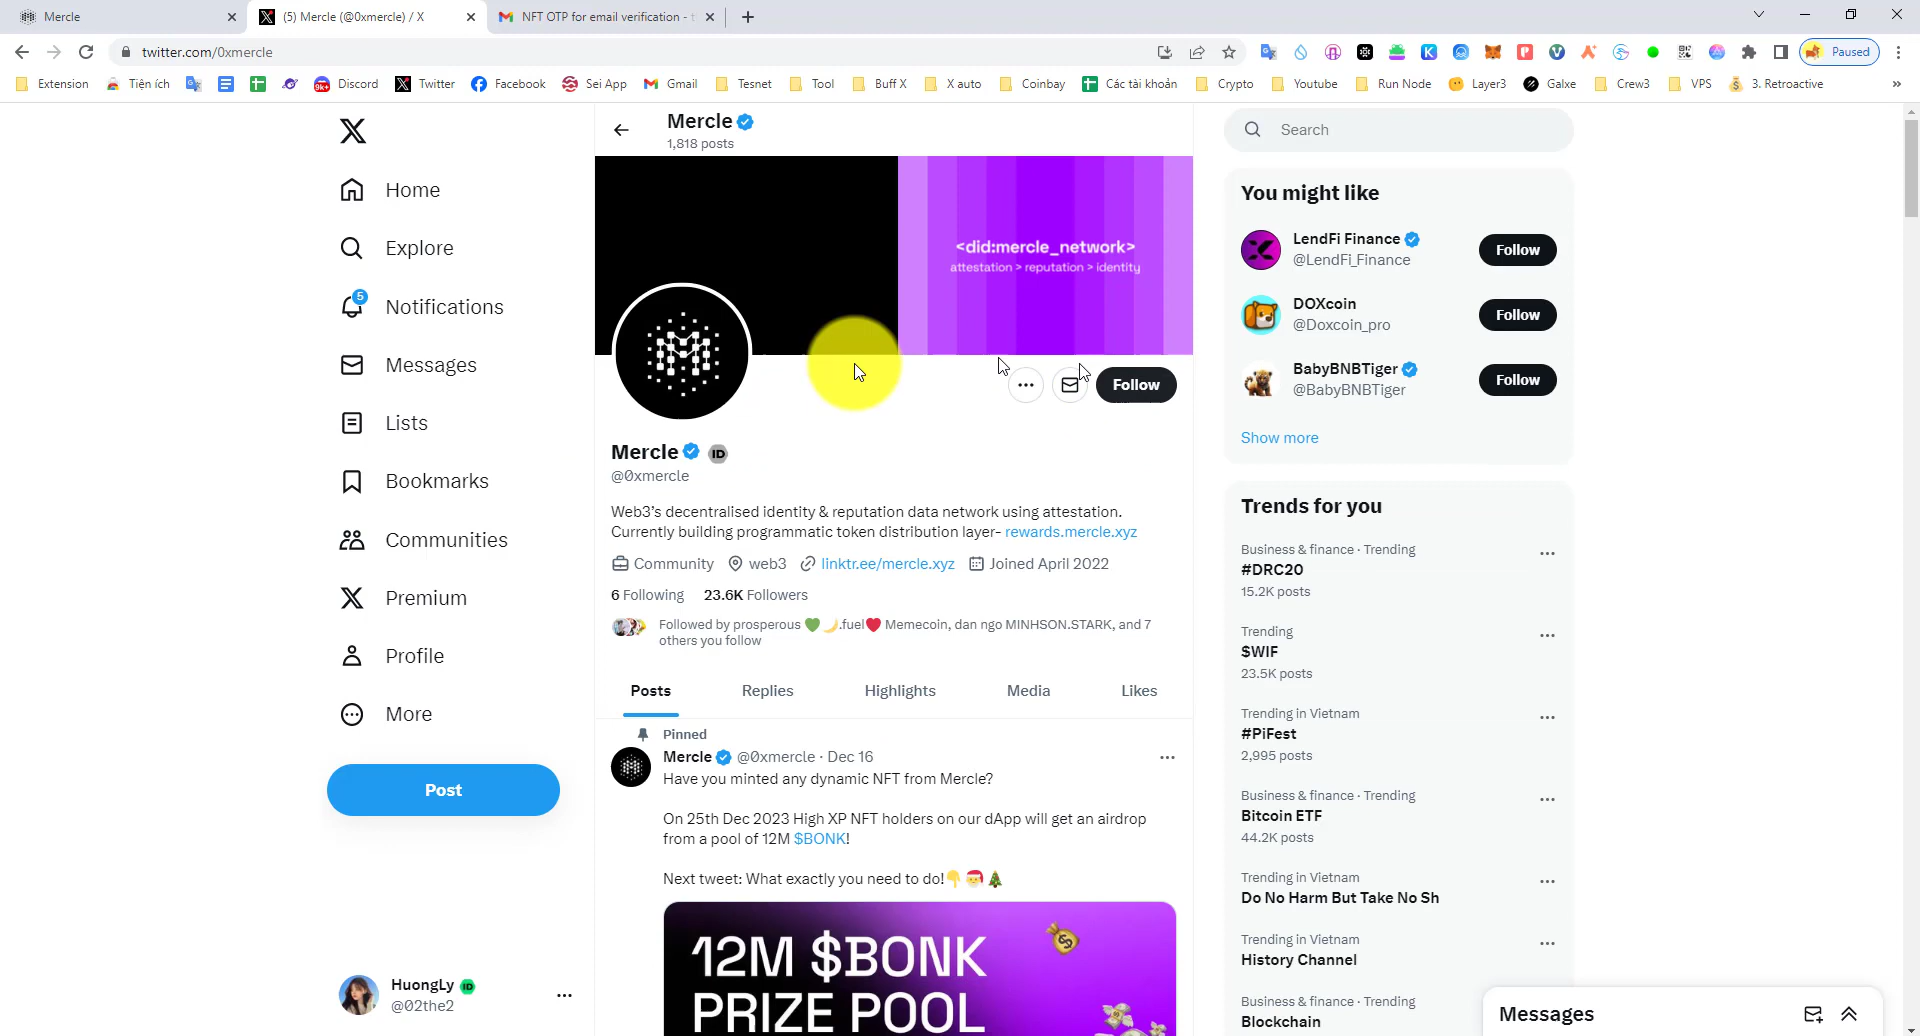 Mercle
(5) Mercle (@0xmercle) / X
NFT OTP for email verification -
twitter.com/0xmercle
Paused
Extension
Tiện ích
9k+
Discord
Twitter
Facebook
Sei App
Gmail
Tesnet
Tool
Buff X
X auto
Coinbay
Các tài khoản
Crypto
Youtube
Run Node
Layer3
Galxe
Crew3
VPS
3. Retroactive
Home
Explore
5
Notifications
Messages
Lists
Bookmarks
Communities
Premium
Profile
More
Post
HuongLy
@02the2
Mercle
1,818 posts
<did:mercle_network>
attestation > reputation > identity
Follow
Mercle ID
@0xmercle
Web3’s decentralised identity & reputation data network using attestation.
Currently building programmatic token distribution layer- rewards.mercle.xyz
Community web3 linktr.ee/mercle.xyz Joined April 2022
6 Following 23.6K Followers
Followed by prosperous 💚🌙.fuel❤️ Memecoin, dan ngo MINHSON.STARK, and 7
others you follow
Posts Replies Highlights Media Likes
Pinned
Mercle @0xmercle · Dec 16
Have you minted any dynamic NFT from Mercle?
On 25th Dec 2023 High XP NFT holders on our dApp will get an airdrop
from a pool of 12M $BONK!
Next tweet: What exactly you need to do!👇🎅🎄
12M $BONK
PRIZE POOL
Search
You might like
LendFi Finance
@LendFi_Finance
Follow
DOXcoin
@Doxcoin_pro
Follow
BabyBNBTiger
@BabyBNBTiger
Follow
Show more
Trends for you
Business & finance · Trending
#DRC20
15.2K posts
Trending
$WIF
23.5K posts
Trending in Vietnam
#PiFest
2,995 posts
Business & finance · Trending
Bitcoin ETF
44.2K posts
Trending in Vietnam
Do No Harm But Take No Sh
Trending in Vietnam
History Channel
Business & finance · Trending
Blockchain
Messages